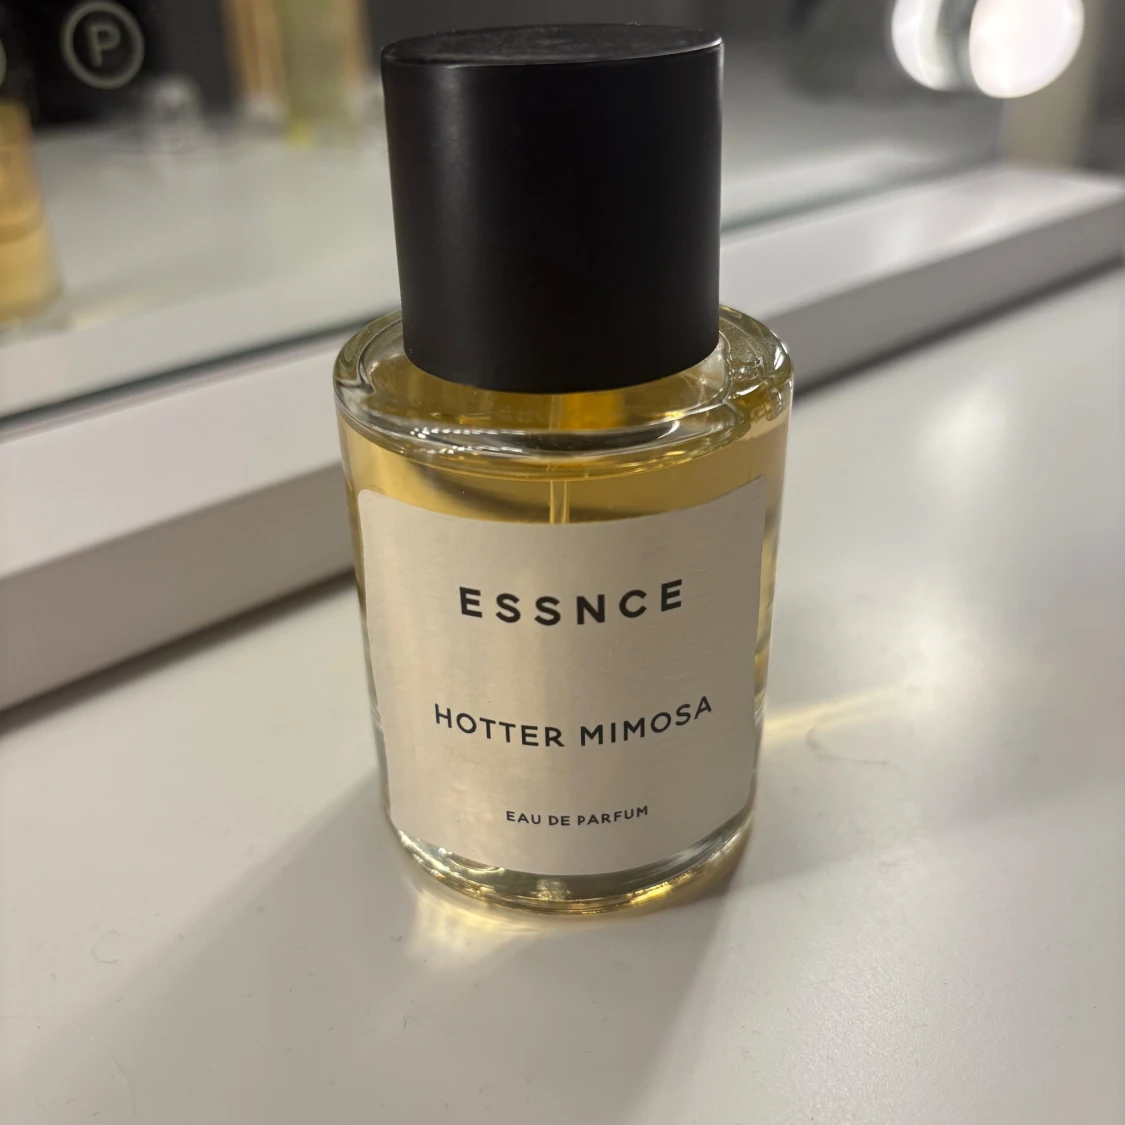 P
ESSNCE
HOTTER MIMOSA
EAU DE PARFUM